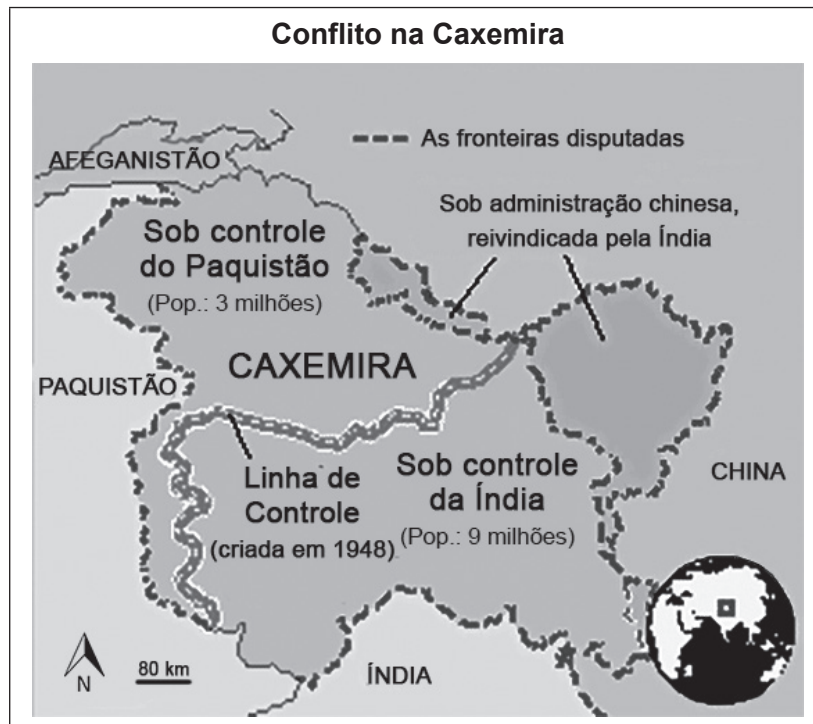 Conflito na Caxemira
As fronteiras disputadas
AFEGANISTÃO
Sob administração chinesa,
reivindicada pela Índia
Sob controle
do Paquistão
(Pop.: 3 milhões)
CAXEMIRA
PAQUISTÃO
Linha de
Controle
(criada em 1948)
Sob controle
da Índia
(Pop.: 9 milhões)
CHINA
N
80 km
ÍNDIA